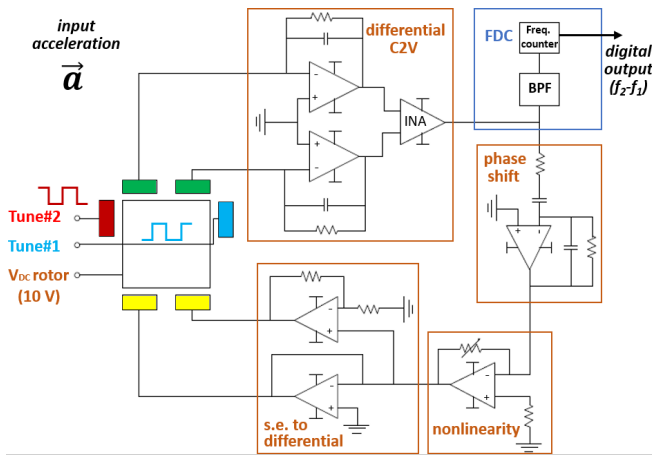 input
acceleration
a
differential
C2V
-
+
+
-
INA
FDC
Freq.
counter
BPF
digital
output
(f2-f1)
phase
shift
+
-
Tune#2
Tune#1
VDC rotor
(10 V)
-
+
-
+
s.e. to
differential
-
+
nonlinearity